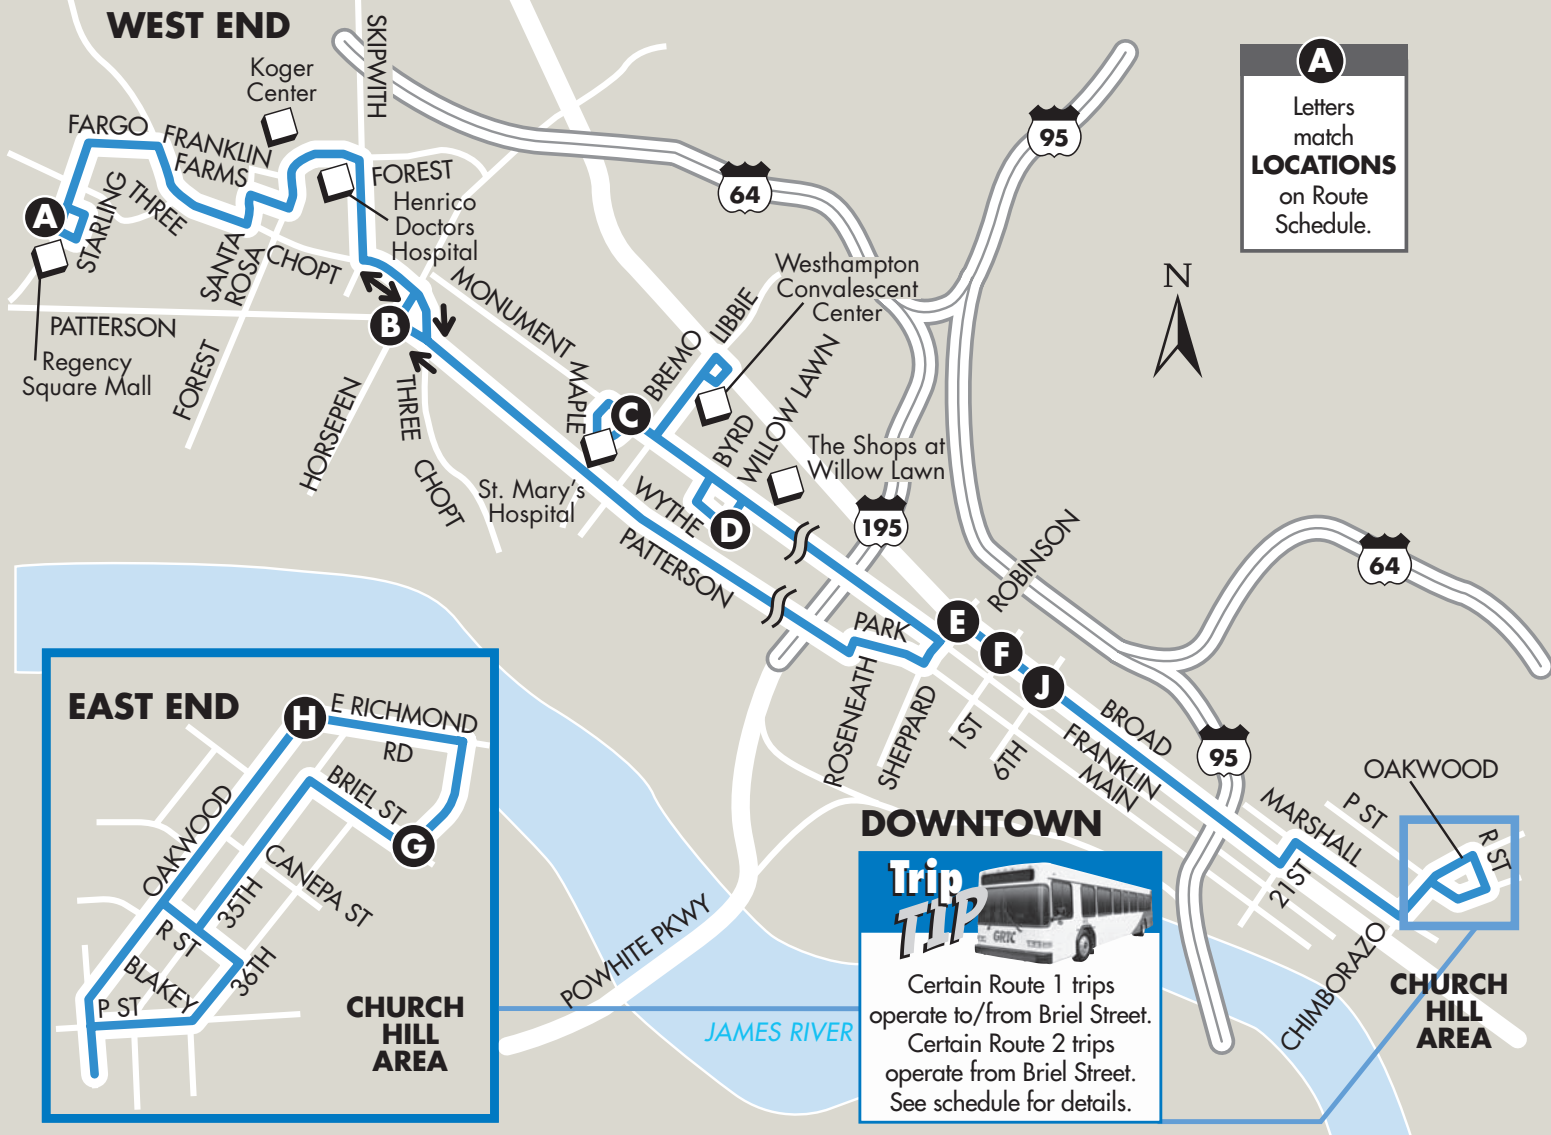 WEST END
SKIPWITH
Koger
Center
FARGO
FRANKLIN
FARMS
FOREST
Henrico
Doctors
Hospital
A
STARLING
THREE
SANTA
ROSA
CHOPT
PATTERSON
B
Regency
Square Mall
FOREST
HORSEPEN
THREE
CHOPT
MONUMENT
MAPLE
C
BREMO
LIBBIE
Westhampton
Convalescent
Center
BYRD
WILLOW LAWN
The Shops at
Willow Lawn
St. Mary's
Hospital
WYTHE
D
PATTERSON
64
95
195
64
95
A
Letters
match
LOCATIONS
on Route
Schedule.
N
ROBINSON
E
F
J
PARK
ROSENEATH
SHEPPARD
1ST
6TH
BROAD
FRANKLIN
MAIN
DOWNTOWN
MARSHALL
P ST
OAKWOOD
R ST
21ST
CHIMBORAZO
CHURCH
HILL
AREA
POWHITE PKWY
JAMES RIVER
Trip
TIP
GRTC
Certain Route 1 trips
operate to/from Briel Street.
Certain Route 2 trips
operate from Briel Street.
See schedule for details.
EAST END
H
E RICHMOND
RD
BRIEL ST
G
OAKWOOD
CANEPA ST
35TH
R ST
36TH
BLAKEY
P ST
CHURCH
HILL
AREA